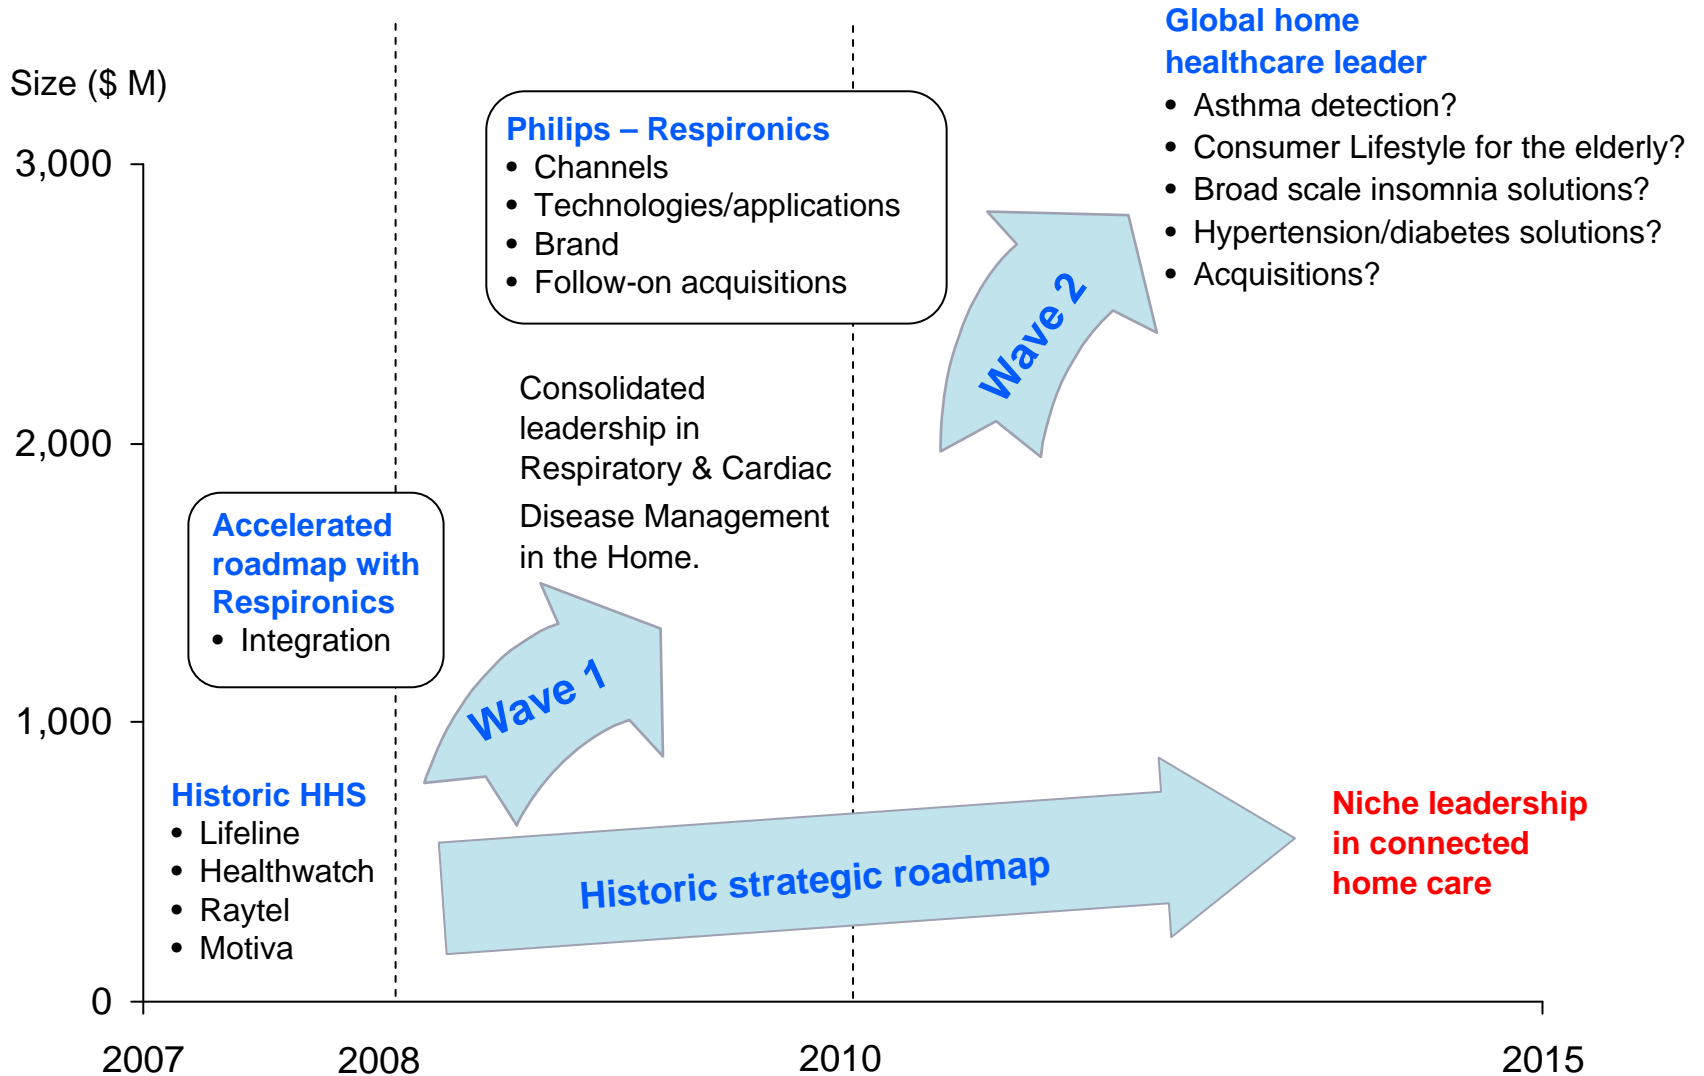 Size ($ M)
3,000
2,000
1,000
0
2007
2008
2010
2015
Historic HHS
• Lifeline
• Healthwatch
• Raytel
• Motiva
Accelerated
roadmap with
Respironics
• Integration
Philips – Respironics
• Channels
• Technologies/applications
• Brand
• Follow-on acquisitions
Consolidated
leadership in
Respiratory & Cardiac
Disease Management
in the Home.
Wave 1
Wave 2
Global home
healthcare leader
• Asthma detection?
• Consumer Lifestyle for the elderly?
• Broad scale insomnia solutions?
• Hypertension/diabetes solutions?
• Acquisitions?
Historic strategic roadmap
Niche leadership
in connected
home care